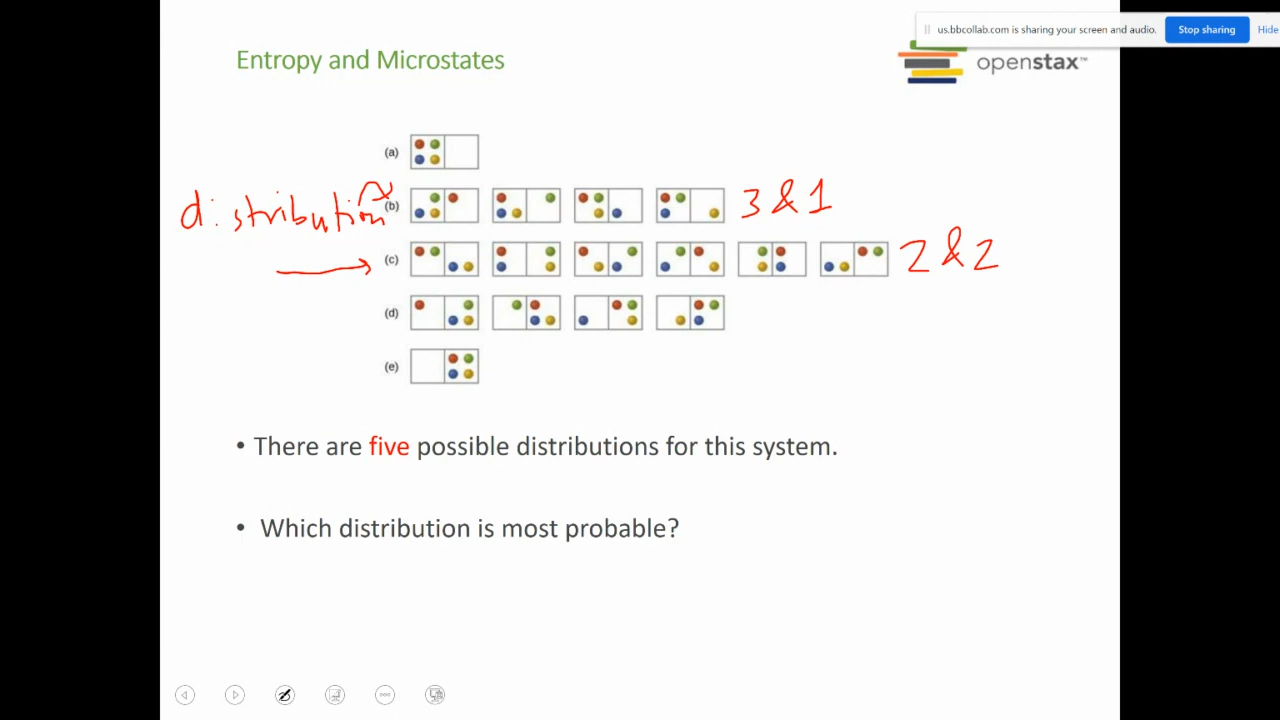 us.bbcollab.com is sharing your screen and audio. Stop sharing Hide
Entropy and Microstates
openstax™
(a)
distribution (b) 3 & 1
(c) 2 & 2
(d)
(e)
• There are five possible distributions for this system.
• Which distribution is most probable?